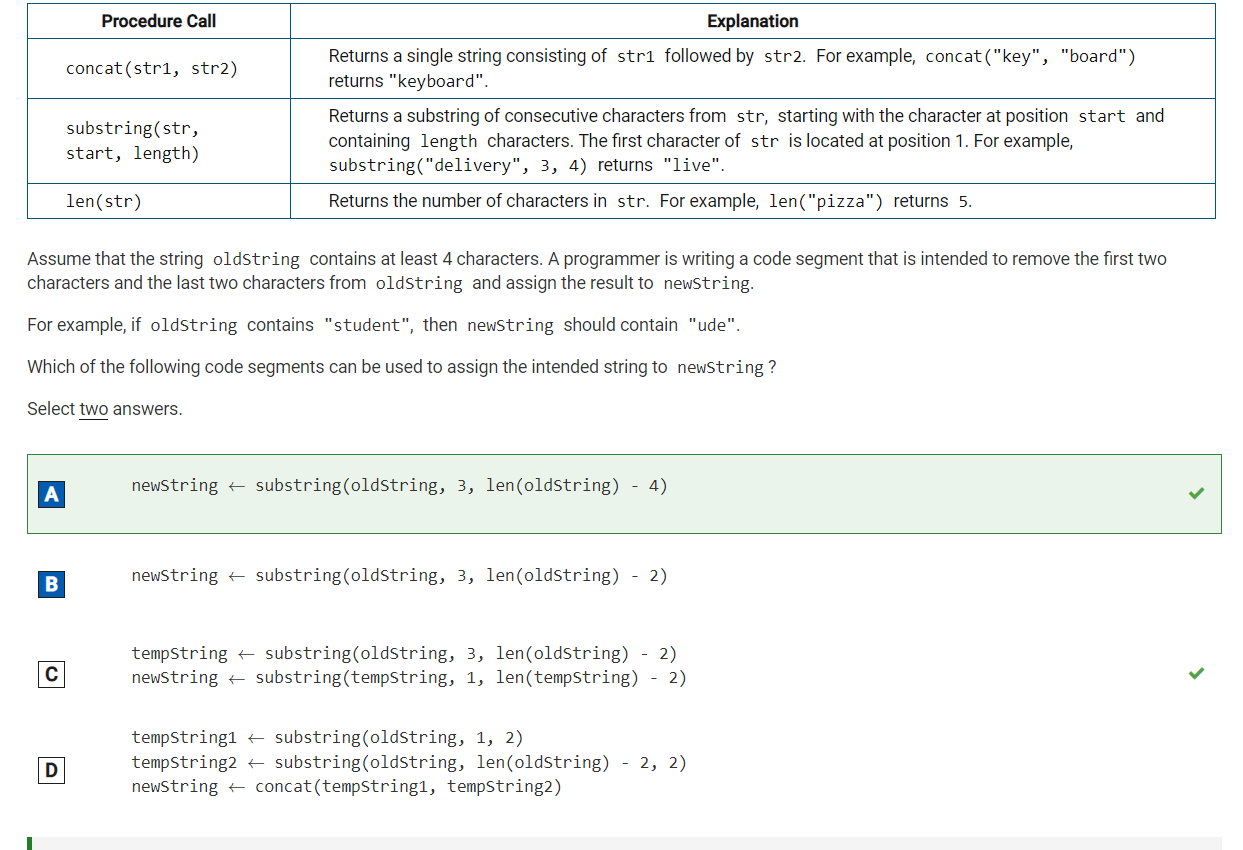 Procedure Call Explanation
concat(str1, str2)
Returns a single string consisting of str1 followed by str2. For example, concat("key", "board")
returns "keyboard".
substring(str,
start, length)
Returns a substring of consecutive characters from str, starting with the character at position start and
containing length characters. The first character of str is located at position 1. For example,
substring("delivery", 3, 4) returns "live".
len(str) Returns the number of characters in str. For example, len("pizza") returns 5.
Assume that the string oldString contains at least 4 characters. A programmer is writing a code segment that is intended to remove the first two
characters and the last two characters from oldString and assign the result to newString.
For example, if oldString contains "student", then newString should contain "ude".
Which of the following code segments can be used to assign the intended string to newString ?
Select two answers.
A newString ← substring(oldString, 3, len(oldString) - 4)
B newString ← substring(oldString, 3, len(oldString) - 2)
C
tempString ← substring(oldString, 3, len(oldString) - 2)
newString ← substring(tempString, 1, len(tempString) - 2)
D
tempString1 ← substring(oldString, 1, 2)
tempString2 ← substring(oldString, len(oldString) - 2, 2)
newString ← concat(tempString1, tempString2)